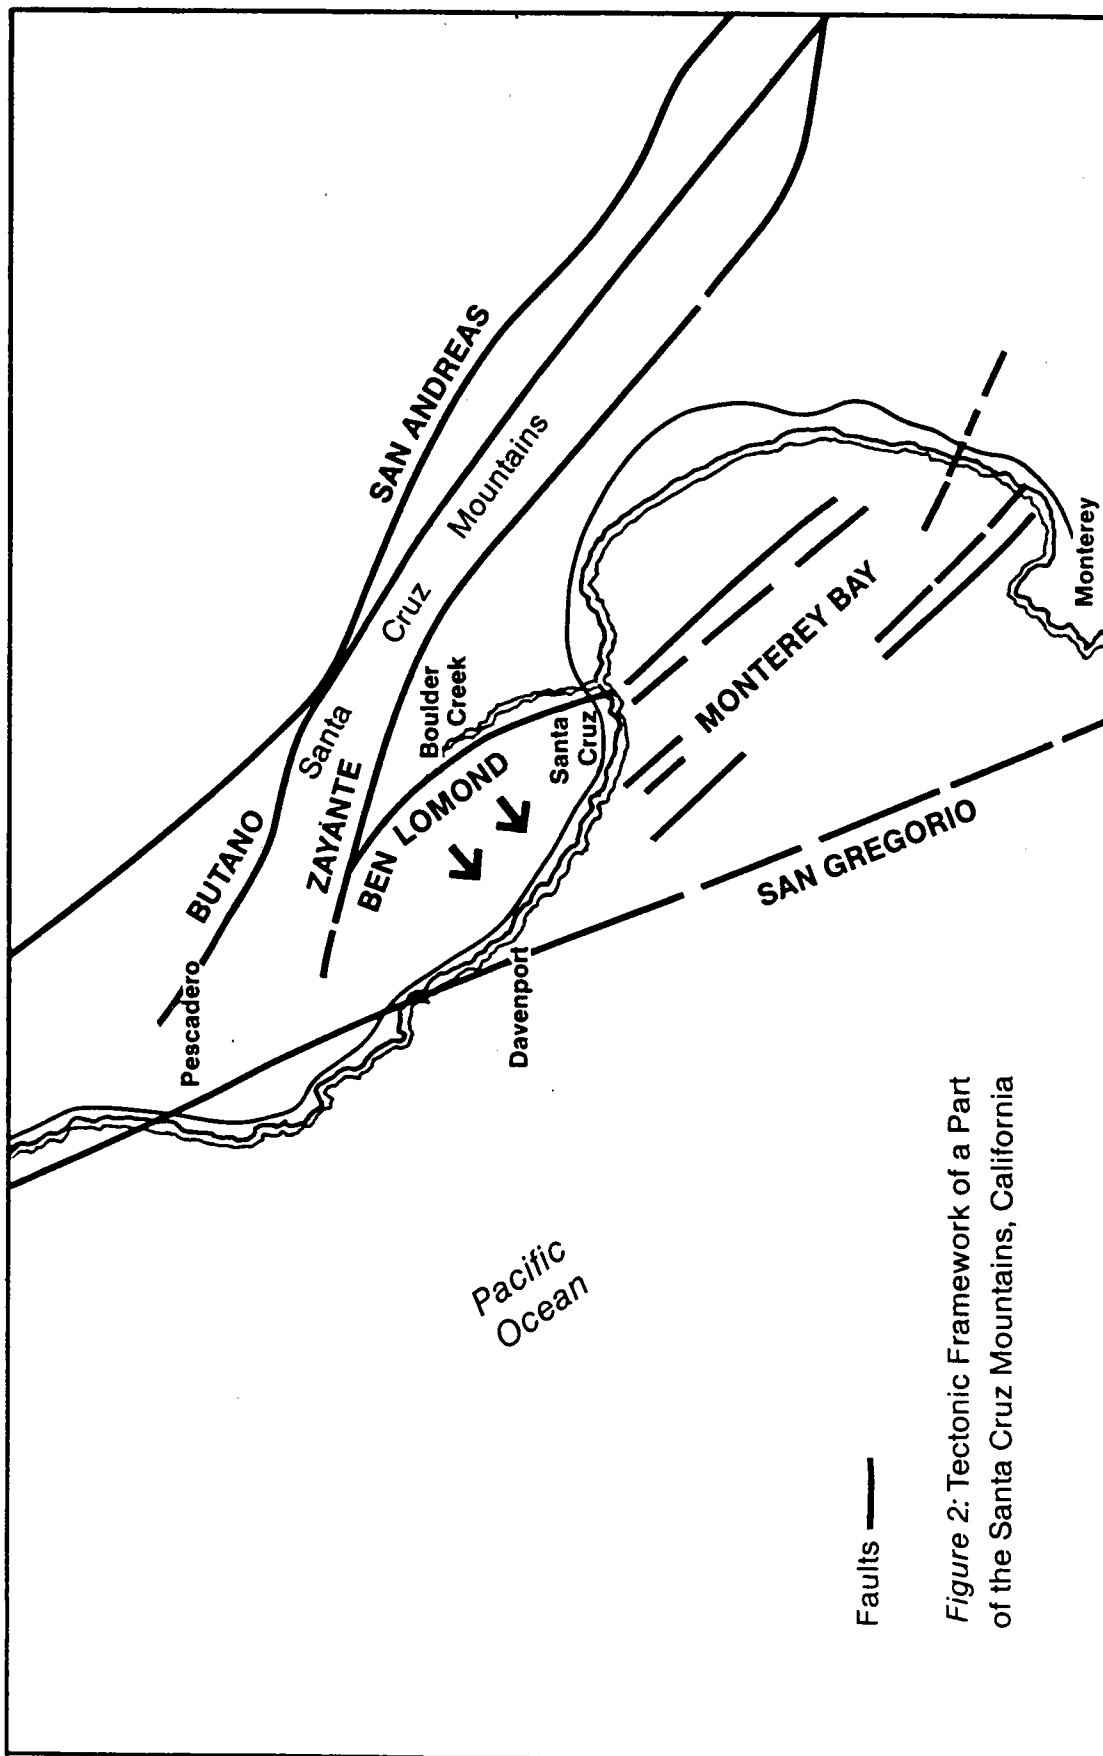 SAN ANDREAS
BUTANO
Santa Cruz Mountains
Pescadero
ZAYANTE
BEN LOMOND
Boulder
Creek
Santa
Cruz
Davenport
MONTEREY BAY
Monterey
SAN GREGORIO
Pacific
Ocean
Faults
Figure 2: Tectonic Framework of a Part
of the Santa Cruz Mountains, California